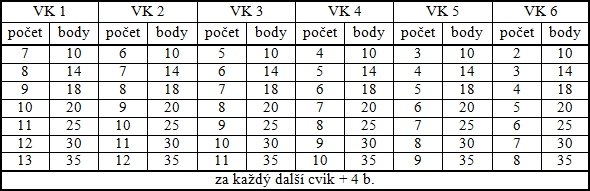 VK 1 VK 2 VK 3 VK 4 VK 5 VK 6
počet body počet body počet body počet body počet body počet body
7 10 6 10 5 10 4 10 3 10 2 10
8 14 7 14 6 14 5 14 4 14 3 14
9 18 8 18 7 18 6 18 5 18 4 18
10 20 9 20 8 20 7 20 6 20 5 20
11 25 10 25 9 25 8 25 7 25 6 25
12 30 11 30 10 30 9 30 8 30 7 30
13 35 12 35 11 35 10 35 9 35 8 35
za každý další cvik + 4 b.